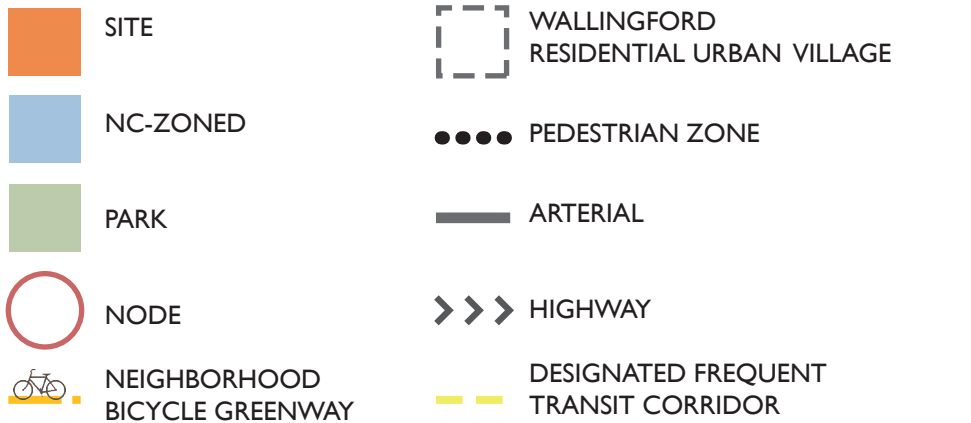 SITE
NC-ZONED
PARK
NODE
NEIGHBORHOOD
BICYCLE GREENWAY
WALLINGFORD
RESIDENTIAL URBAN VILLAGE
PEDESTRIAN ZONE
ARTERIAL
HIGHWAY
DESIGNATED FREQUENT
TRANSIT CORRIDOR